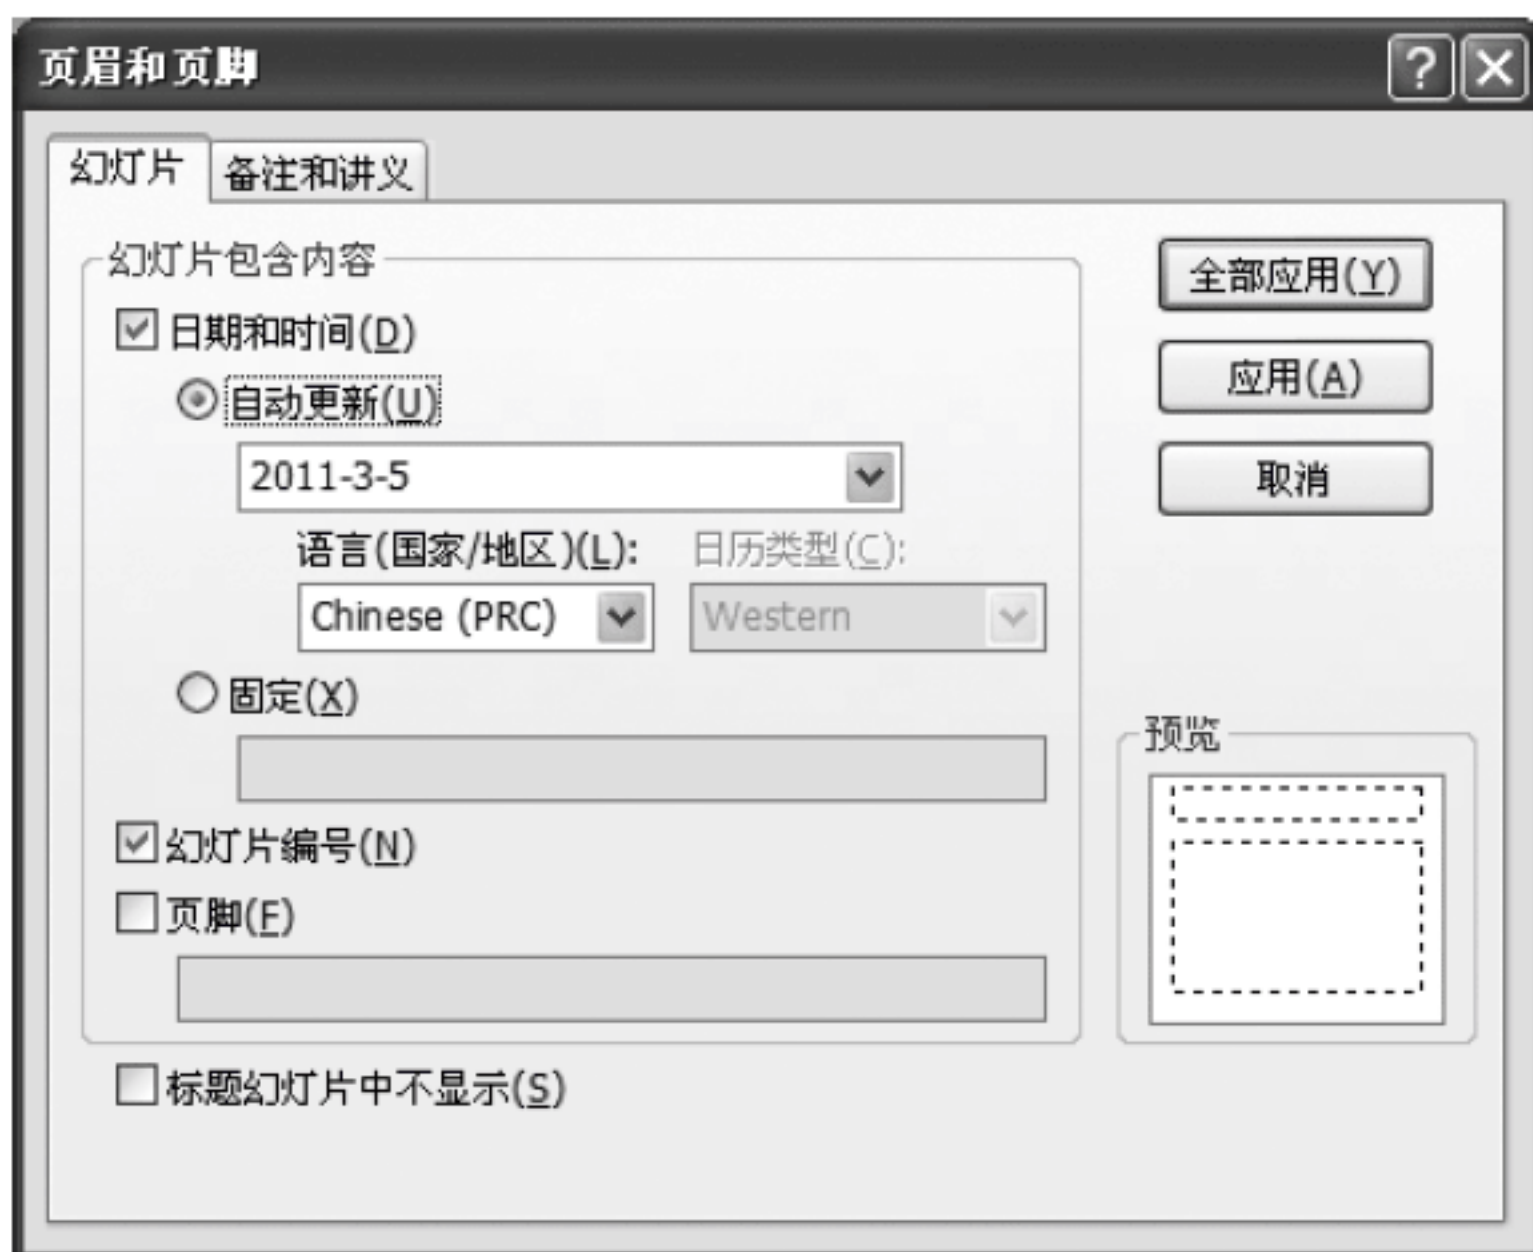 页眉和页脚
幻灯片 备注和讲义
幻灯片包含内容
日期和时间(D)
自动更新(U)
2011-3-5
语言(国家/地区)(L): 日历类型(C):
Chinese (PRC) Western
固定(X)
幻灯片编号(N)
页脚(F)
标题幻灯片中不显示(S)
全部应用(Y)
应用(A)
取消
预览